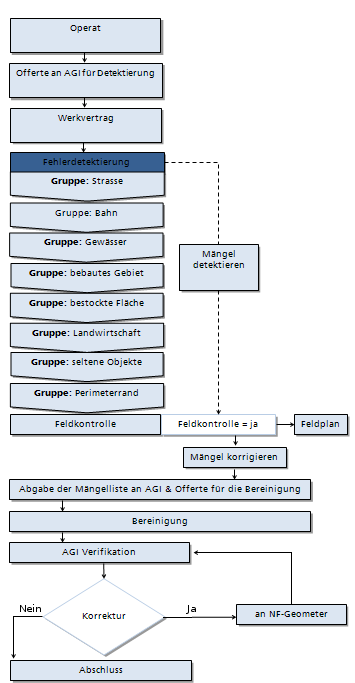 Operat
Offerte an AGI für Detektierung
Werkvertrag
Fehlerdetektierung
Gruppe: Strasse
Gruppe: Bahn
Gruppe: Gewässer
Mängel
detektieren
Gruppe: bebautes Gebiet
Gruppe: bestockte Fläche
Gruppe: Landwirtschaft
Gruppe: seltene Objekte
Gruppe: Perimeterrand
Feldkontrolle
Feldkontrolle = ja
Feldplan
Mängel korrigieren
Abgabe der Mängelliste an AGI & Offerte für die Bereinigung
Bereinigung
AGI Verifikation
Nein
Korrektur
Ja
an NF-Geometer
Abschluss